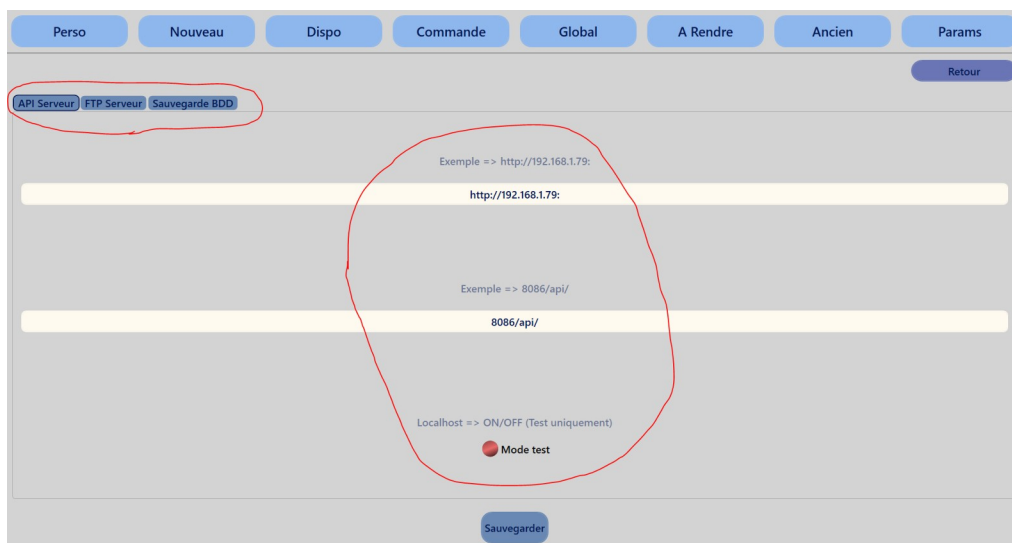 Perso Nouveau Dispo Commande Global A Rendre Ancien Params
Retour
API Serveur FTP Serveur Sauvegarde BDD
Exemple => http://192.168.1.79:
http://192.168.1.79:
Exemple => 8086/api/
8086/api/
Localhost => ON/OFF (Test uniquement)
Mode test
Sauvegarder